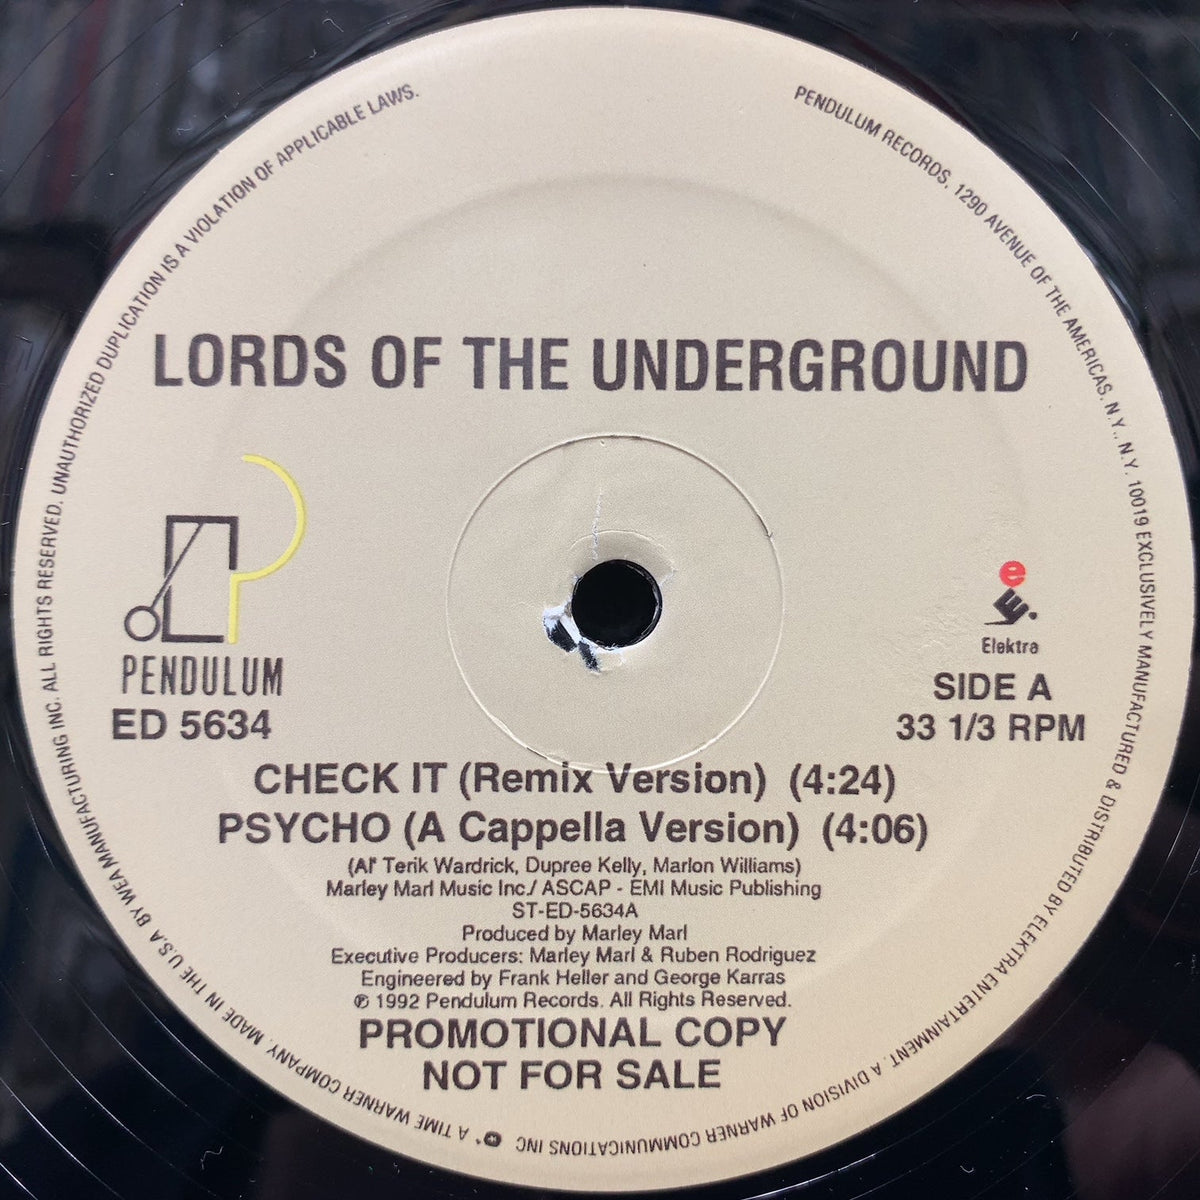 LORDS OF THE UNDERGROUND
PENDULUM
ED 5634
e
Elektra
SIDE A
33 1/3 RPM
CHECK IT (Remix Version) (4:24)
PSYCHO (A Cappella Version) (4:06)
(Al' Terik Wardrick, Dupree Kelly, Marlon Williams)
Marley Marl Music Inc./ ASCAP - EMI Music Publishing
ST-ED-5634A
Produced by Marley Marl
Executive Producers: Marley Marl & Ruben Rodriguez
Engineered by Frank Heller and George Karras
℗ 1992 Pendulum Records. All Rights Reserved.
PROMOTIONAL COPY
NOT FOR SALE
PENDULUM RECORDS, 1290 AVENUE OF THE AMERICAS, N.Y., N.Y. 10019 EXCLUSIVELY MANUFACTURED & DISTRIBUTED BY ELEKTRA ENTERTAINMENT, A DIVISION OF WARNER COMMUNICATIONS INC. A TIME WARNER COMPANY. MADE IN THE U.S.A BY WEA MANUFACTURING INC. ALL RIGHTS RESERVED. UNAUTHORIZED DUPLICATION IS A VIOLATION OF APPLICABLE LAWS.